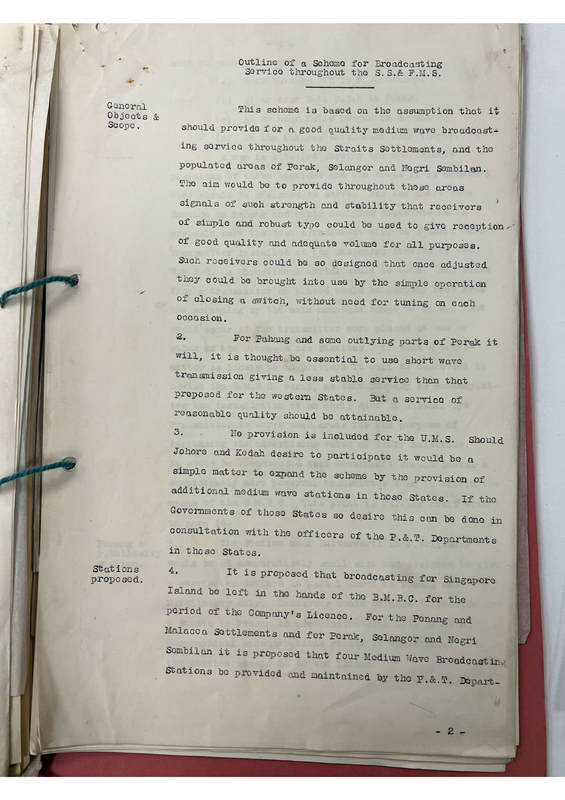 Outline of a Scheme for Broadcasting
Service throughout the S.S.& F.M.S.
General
Objects &
Scope.
This scheme is based on the assumption that it
should provide for a good quality medium wave broadcast-
ing service throughout the Straits Settlements, and the
populated areas of Perak, Selangor and Negri Sembilan.
The aim would be to provide throughout these areas
signals of such strength and stability that receivers
of simple and robust type could be used to give reception
of good quality and adequate volume for all purposes.
Such receivers could be so designed that once adjusted
they could be brought into use by the simple operation
of closing a switch, without need for tuning on each
occasion.
2. For Pahang and some outlying parts of Perak it
will, it is thought be essential to use short wave
transmission giving a less stable service than that
proposed for the western States. But a service of
reasonable quality should be attainable.
3. No provision is included for the U.M.S. Should
Johore and Kedah desire to participate it would be a
simple matter to expand the scheme by the provision of
additional medium wave stations in those States. If the
Governments of those States so desire this can be done in
consultation with the officers of the P.&T. Departments
in those States.
Stations
proposed.
4. It is proposed that broadcasting for Singapore
Island be left in the hands of the B.M.B.C. for the
period of the Company's Licence. For the Penang and
Malacca Settlements and for Perak, Selangor and Negri
Sembilan it is proposed that four Medium Wave Broadcasting
Stations be provided and maintained by the P.&.T. Depart-
- 2 -